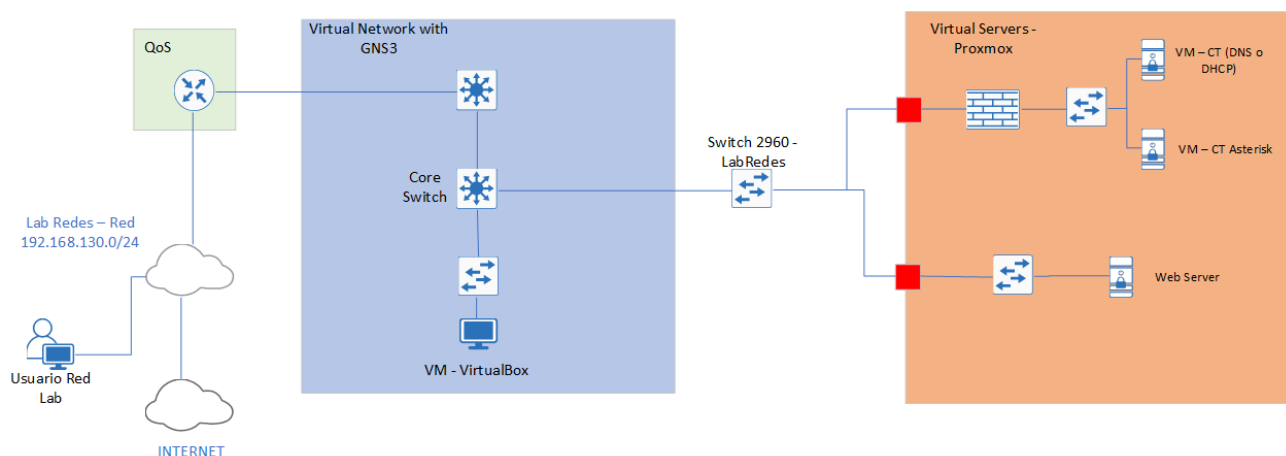 QoS
Virtual Network with
GNS3
Virtual Servers -
Proxmox
VM – CT (DNS o
DHCP)
VM – CT Asterisk
Switch 2960 -
LabRedes
Core
Switch
Lab Redes – Red
192.168.130.0/24
Web Server
VM - VirtualBox
Usuario Red
Lab
INTERNET